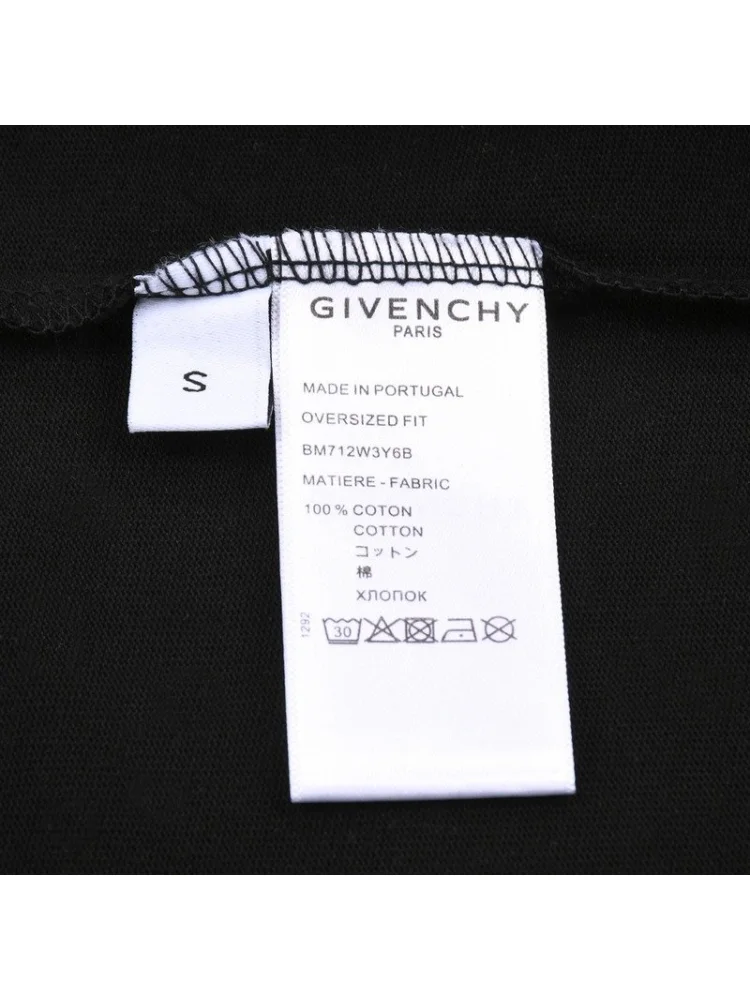 S
GIVENCHY
PARIS
MADE IN PORTUGAL
OVERSIZED FIT
BM712W3Y6B
MATIERE - FABRIC
100 % COTON
COTTON
コットン
棉
ХЛОПОК
1292
30